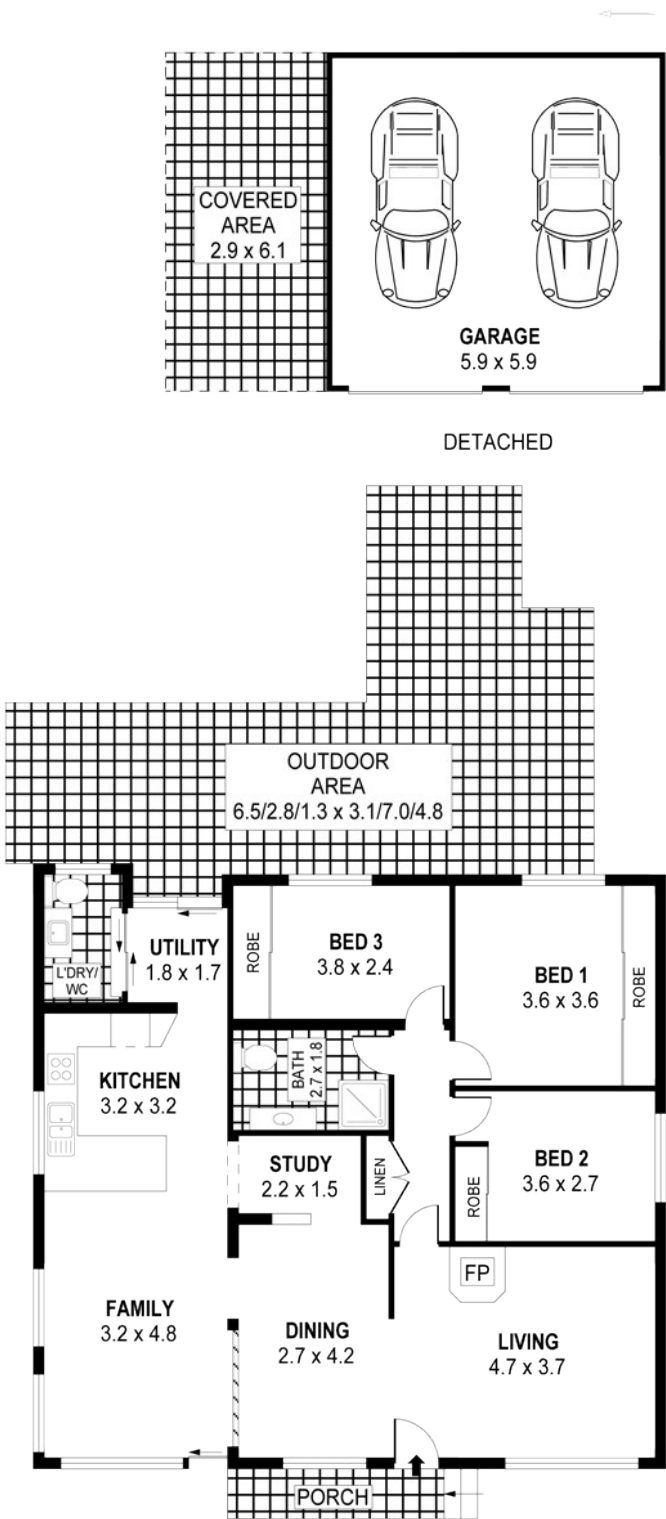 COVERED
AREA
2.9 x 6.1
GARAGE
5.9 x 5.9
DETACHED
OUTDOOR
AREA
6.5/2.8/1.3 x 3.1/7.0/4.8
L'DRY/
WC
UTILITY
1.8 x 1.7
ROBE
BED 3
3.8 x 2.4
BED 1
3.6 x 3.6
ROBE
KITCHEN
3.2 x 3.2
BATH
2.7 x 1.8
STUDY
2.2 x 1.5
LINEN
ROBE
BED 2
3.6 x 2.7
FAMILY
3.2 x 4.8
DINING
2.7 x 4.2
FP
LIVING
4.7 x 3.7
PORCH